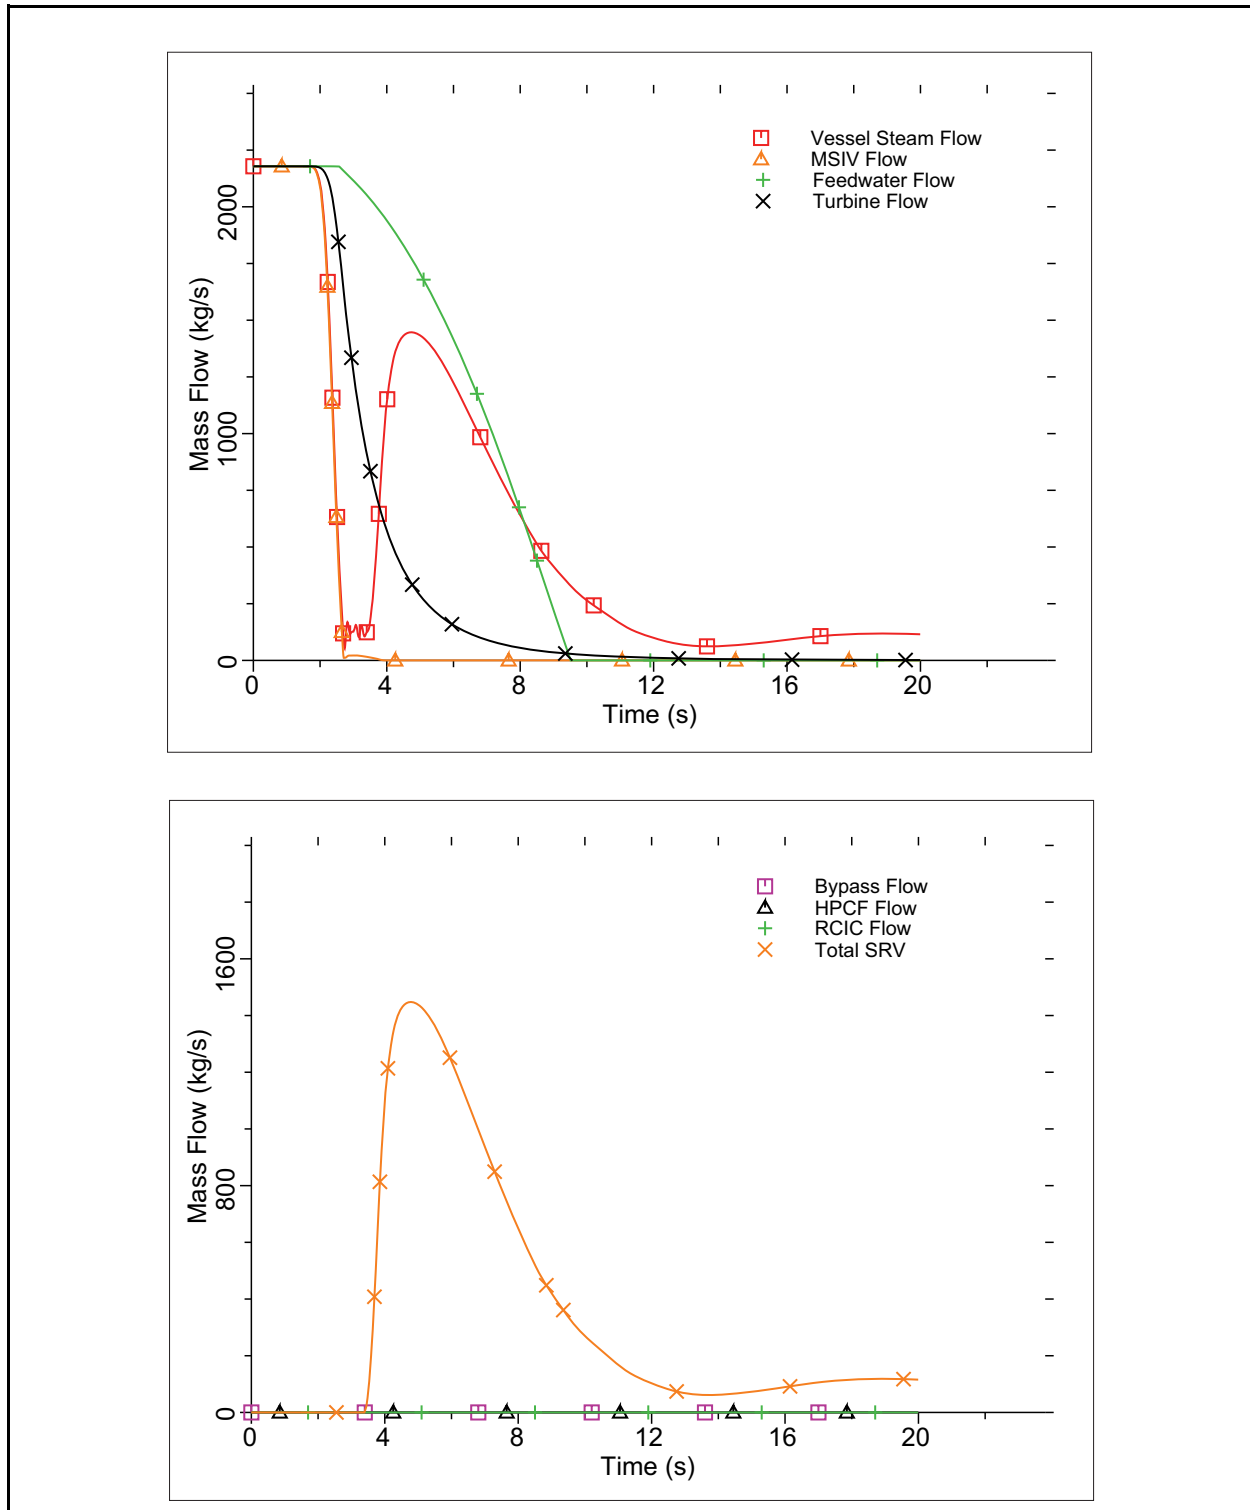 Vessel Steam Flow
MSIV Flow
Feedwater Flow
Turbine Flow
Mass Flow (kg/s)
2000
1000
0
0 4 8 12 16 20
Time (s)
Bypass Flow
HPCF Flow
RCIC Flow
Total SRV
Mass Flow (kg/s)
1600
800
0
0 4 8 12 16 20
Time (s)